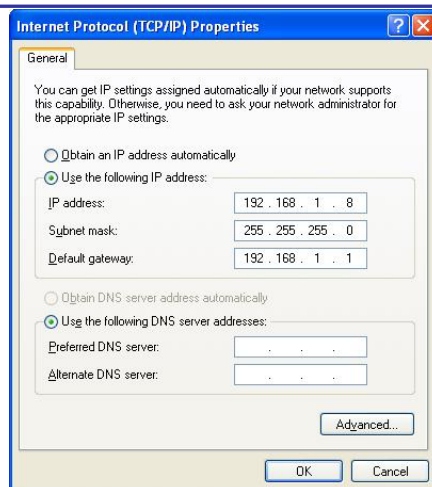 Internet Protocol (TCP/IP) Properties
General
You can get IP settings assigned automatically if your network supports
this capability. Otherwise, you need to ask your network administrator for
the appropriate IP settings.
Obtain an IP address automatically
Use the following IP address:
IP address: 192 . 168 . 1 . 8
Subnet mask: 255 . 255 . 255 . 0
Default gateway: 192 . 168 . 1 . 1
Obtain DNS server address automatically
Use the following DNS server addresses:
Preferred DNS server: . . .
Alternate DNS server: . . .
Advanced...
OK Cancel